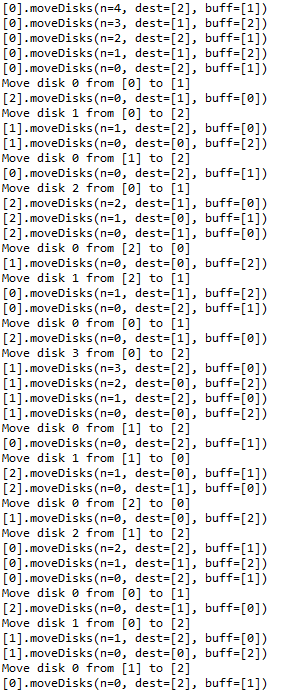 [0].moveDisks(n=4, dest=[2], buff=[1])
[0].moveDisks(n=3, dest=[1], buff=[2])
[0].moveDisks(n=2, dest=[2], buff=[1])
[0].moveDisks(n=1, dest=[1], buff=[2])
[0].moveDisks(n=0, dest=[2], buff=[1])
Move disk 0 from [0] to [1]
[2].moveDisks(n=0, dest=[1], buff=[0])
Move disk 1 from [0] to [2]
[1].moveDisks(n=1, dest=[2], buff=[0])
[1].moveDisks(n=0, dest=[0], buff=[2])
Move disk 0 from [1] to [2]
[0].moveDisks(n=0, dest=[2], buff=[1])
Move disk 2 from [0] to [1]
[2].moveDisks(n=2, dest=[1], buff=[0])
[2].moveDisks(n=1, dest=[0], buff=[1])
[2].moveDisks(n=0, dest=[1], buff=[0])
Move disk 0 from [2] to [0]
[1].moveDisks(n=0, dest=[0], buff=[2])
Move disk 1 from [2] to [1]
[0].moveDisks(n=1, dest=[1], buff=[2])
[0].moveDisks(n=0, dest=[2], buff=[1])
Move disk 0 from [0] to [1]
[2].moveDisks(n=0, dest=[1], buff=[0])
Move disk 3 from [0] to [2]
[1].moveDisks(n=3, dest=[2], buff=[0])
[1].moveDisks(n=2, dest=[0], buff=[2])
[1].moveDisks(n=1, dest=[2], buff=[0])
[1].moveDisks(n=0, dest=[0], buff=[2])
Move disk 0 from [1] to [2]
[0].moveDisks(n=0, dest=[2], buff=[1])
Move disk 1 from [1] to [0]
[2].moveDisks(n=1, dest=[0], buff=[1])
[2].moveDisks(n=0, dest=[1], buff=[0])
Move disk 0 from [2] to [0]
[1].moveDisks(n=0, dest=[0], buff=[2])
Move disk 2 from [1] to [2]
[0].moveDisks(n=2, dest=[2], buff=[1])
[0].moveDisks(n=1, dest=[1], buff=[2])
[0].moveDisks(n=0, dest=[2], buff=[1])
Move disk 0 from [0] to [1]
[2].moveDisks(n=0, dest=[1], buff=[0])
Move disk 1 from [0] to [2]
[1].moveDisks(n=1, dest=[2], buff=[0])
[1].moveDisks(n=0, dest=[0], buff=[2])
Move disk 0 from [1] to [2]
[0].moveDisks(n=0, dest=[2], buff=[1])